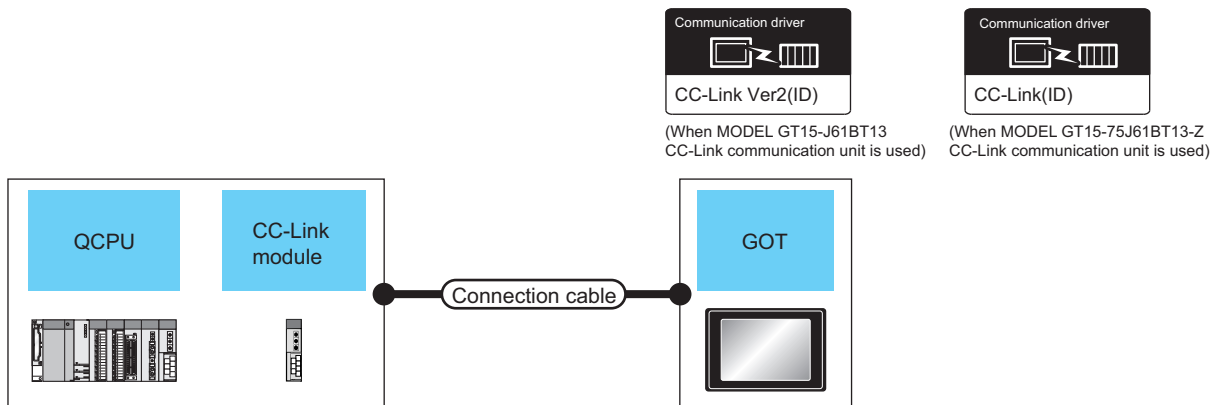 Communication driver
CC-Link Ver2(ID)
(When MODEL GT15-J61BT13
CC-Link communication unit is used)
Communication driver
CC-Link(ID)
(When MODEL GT15-75J61BT13-Z
CC-Link communication unit is used)
QCPU
CC-Link
module
Connection cable
GOT